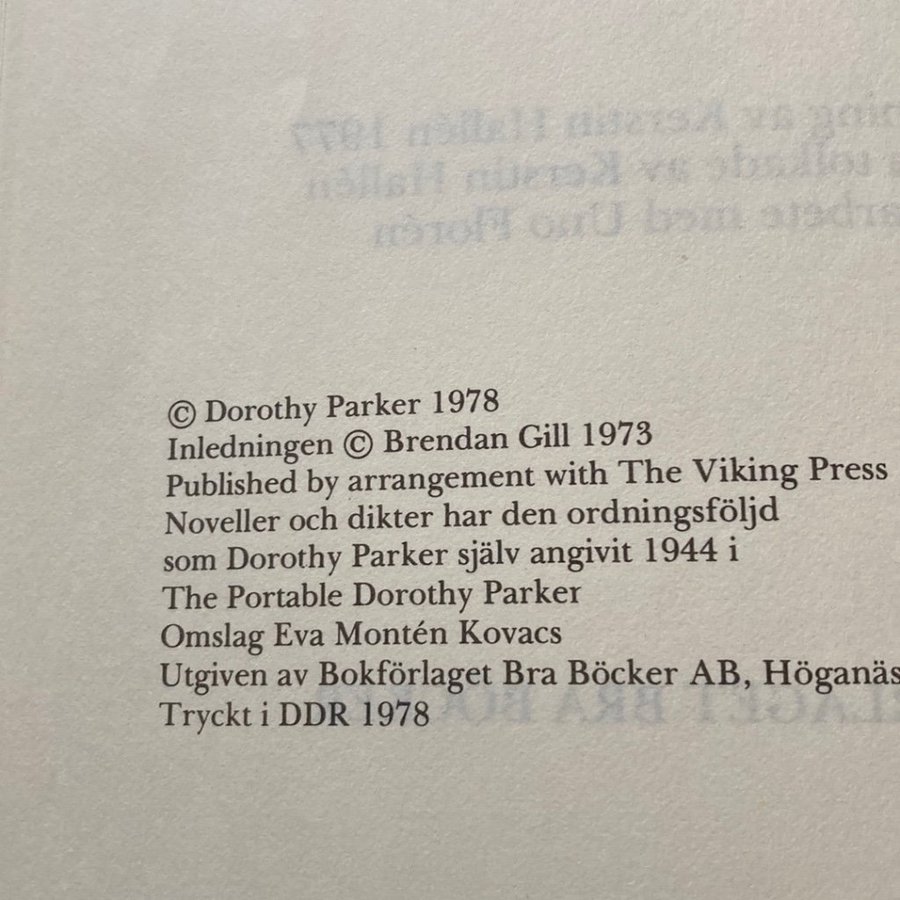 © Dorothy Parker 1978
Inledningen © Brendan Gill 1973
Published by arrangement with The Viking Press
Noveller och dikter har den ordningsföljd
som Dorothy Parker själv angivit 1944 i
The Portable Dorothy Parker
Omslag Eva Montén Kovacs
Utgiven av Bokförlaget Bra Böcker AB, Höganäs
Tryckt i DDR 1978